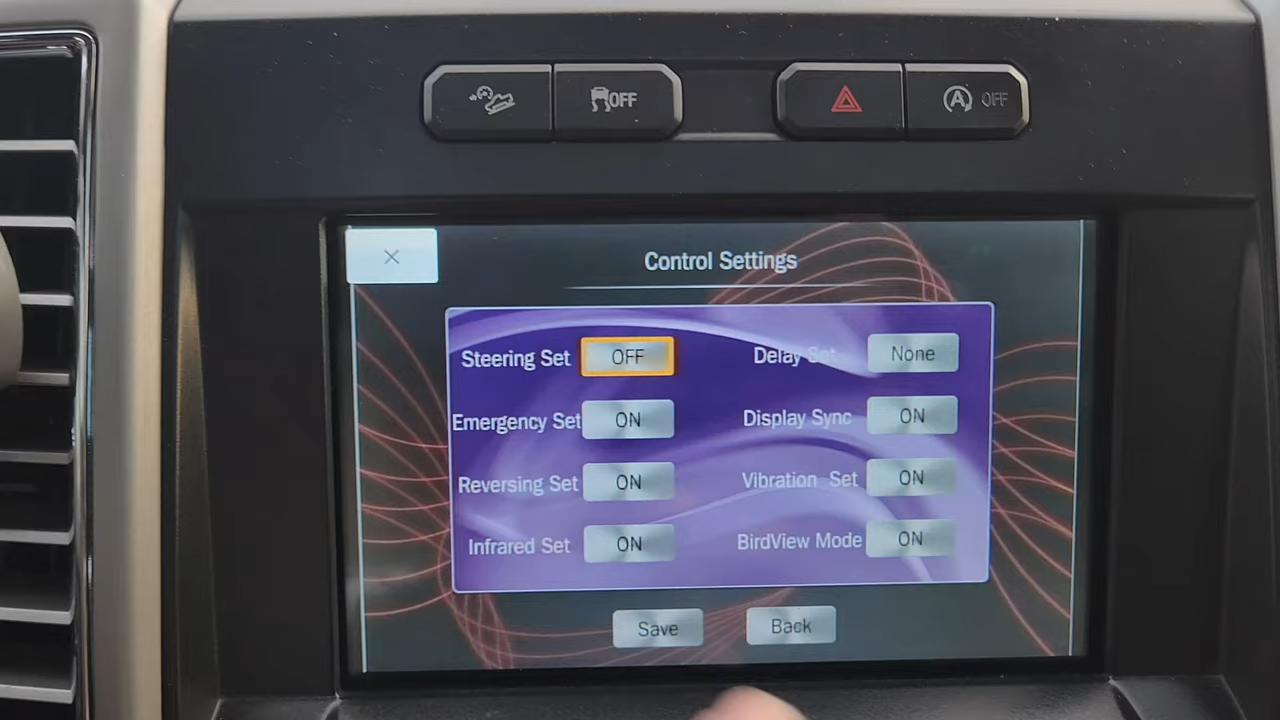 OFF
A OFF
×
Control Settings
Steering Set OFF
Delay Set None
Emergency Set ON
Display Sync ON
Reversing Set ON
Vibration Set ON
Infrared Set ON
BirdView Mode ON
Save
Back